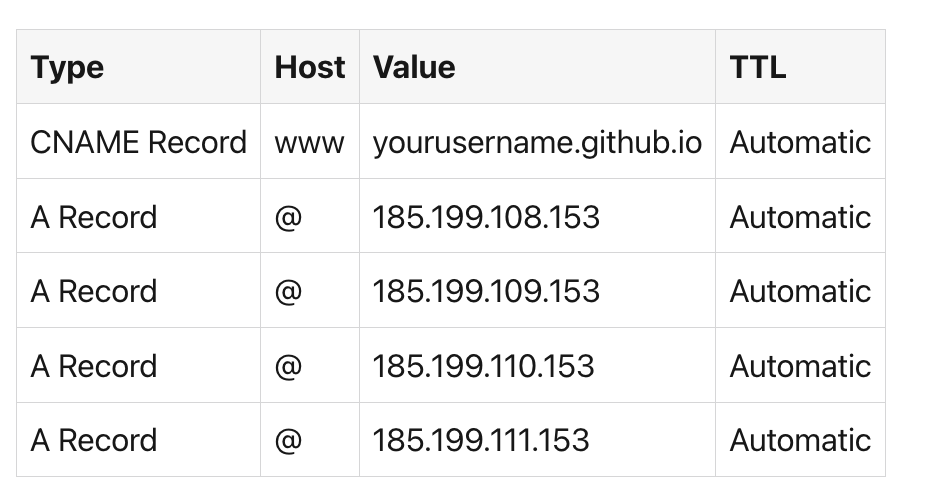 Type Host Value TTL
CNAME Record www yourusername.github.io Automatic
A Record @ 185.199.108.153 Automatic
A Record @ 185.199.109.153 Automatic
A Record @ 185.199.110.153 Automatic
A Record @ 185.199.111.153 Automatic